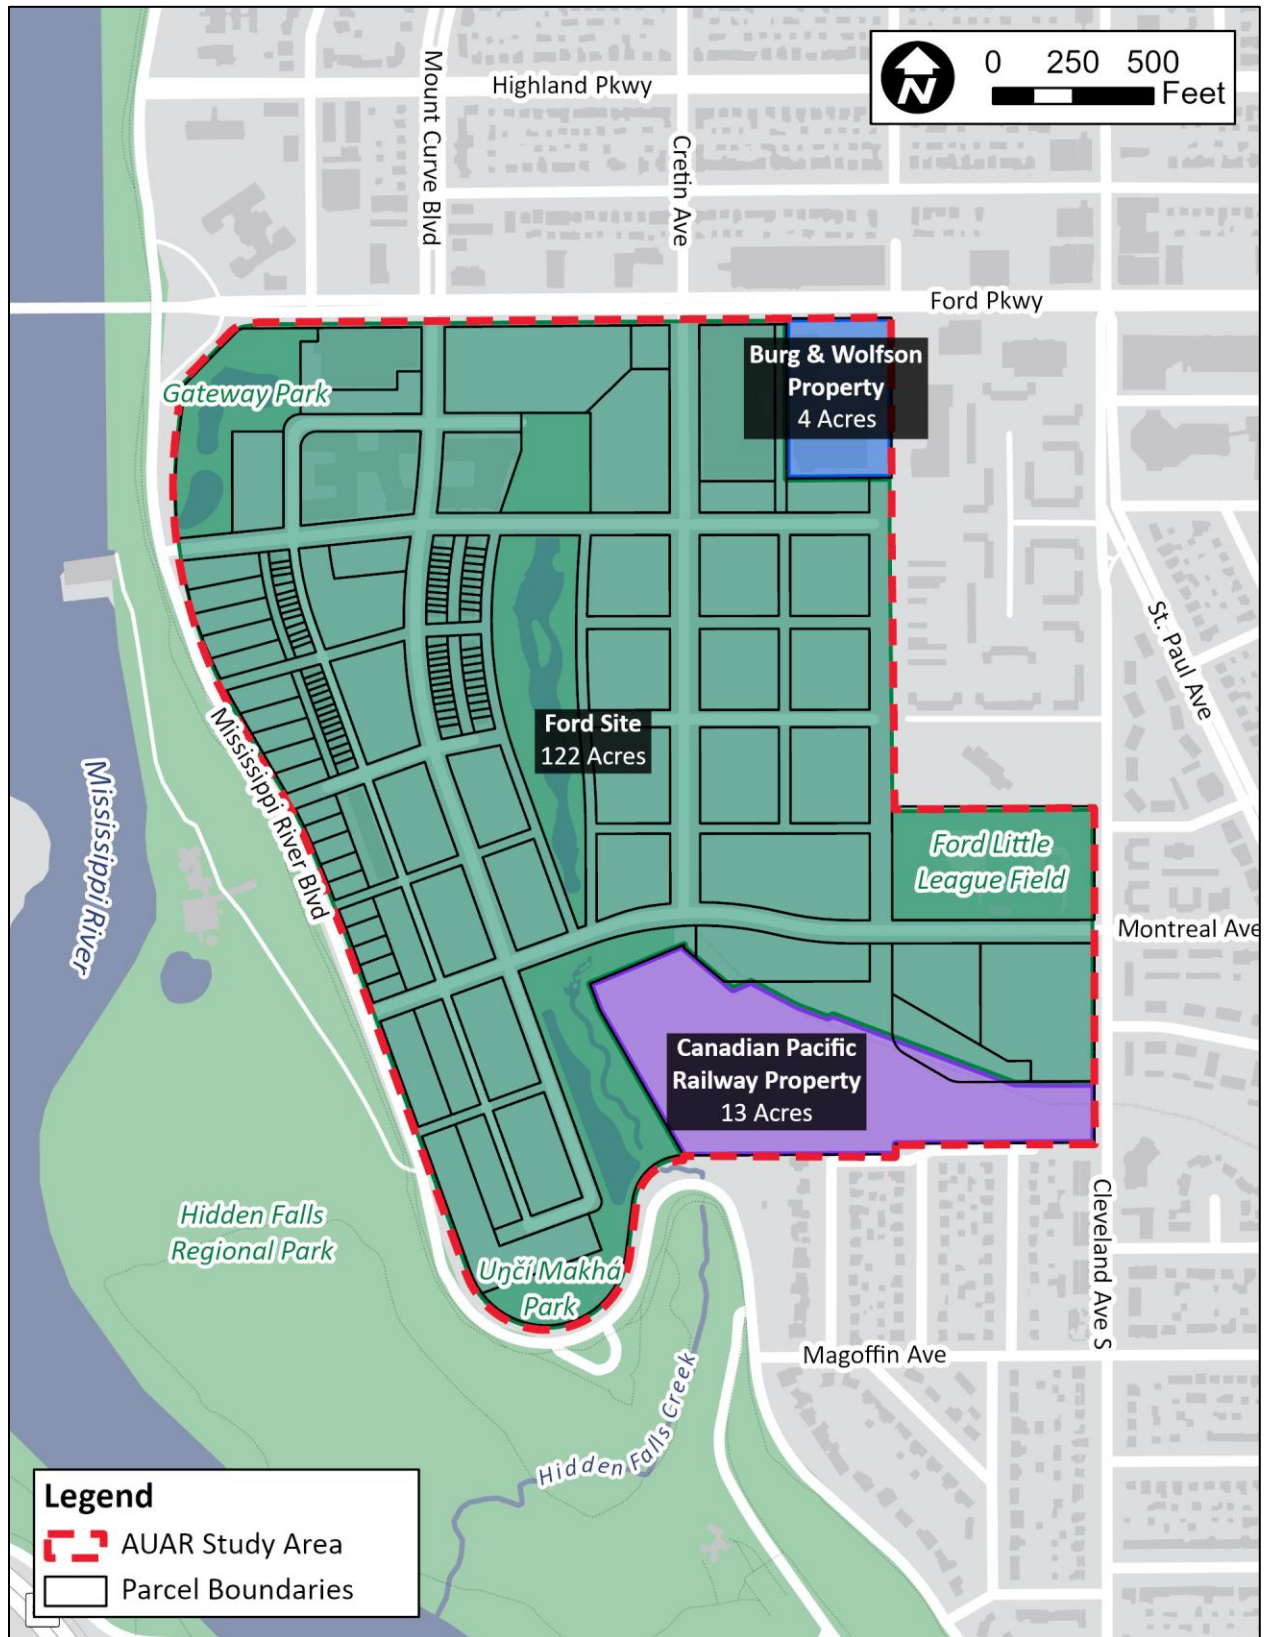 Highland Pkwy
Mount Curve Blvd
Cretin Ave
N
0 250 500
Feet
Ford Pkwy
Gateway Park
Burg & Wolfson
Property
4 Acres
Ford Site
122 Acres
St. Paul Ave
Mississippi River Blvd
Mississippi River
Ford Little
League Field
Montreal Ave
Canadian Pacific
Railway Property
13 Acres
Hidden Falls
Regional Park
Uŋčí Makhá
Park
Cleveland Ave S
Magoffin Ave
Hidden Falls Creek
Legend
AUAR Study Area
Parcel Boundaries